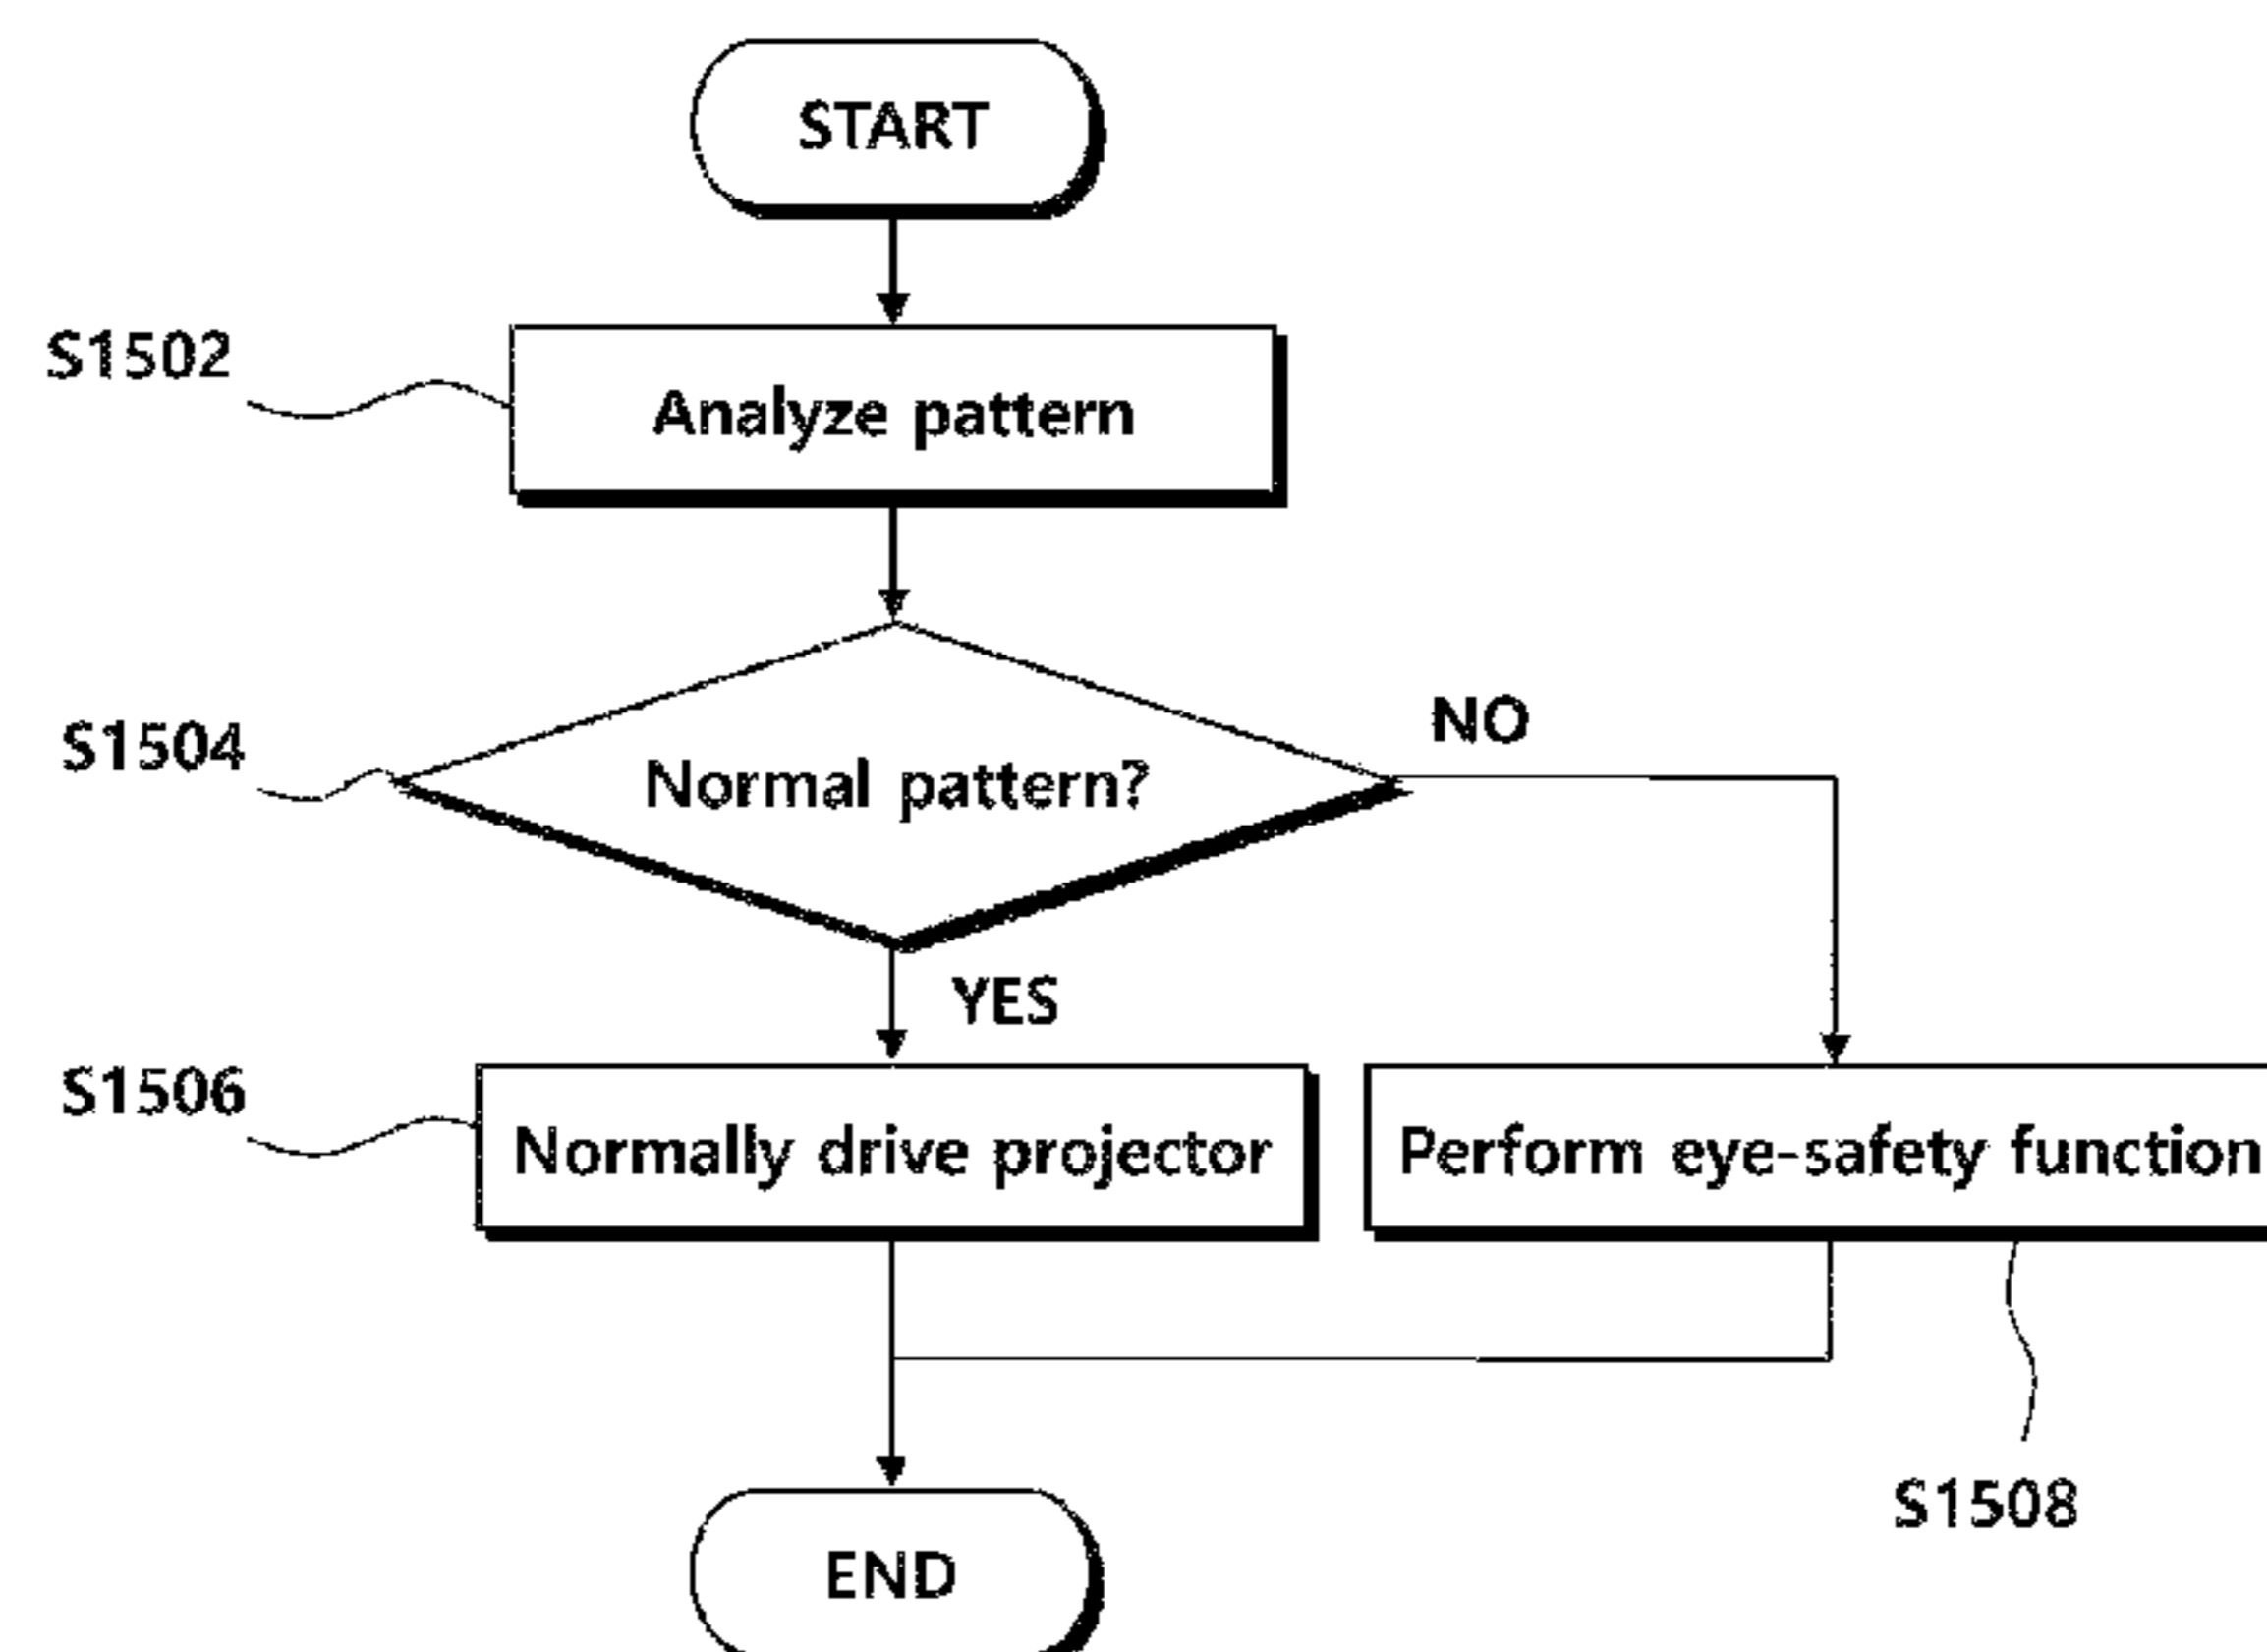 START
S1502
Analyze pattern
S1504
Normal pattern?
NO
YES
S1506
Normally drive projector
Perform eye-safety function
S1508
END